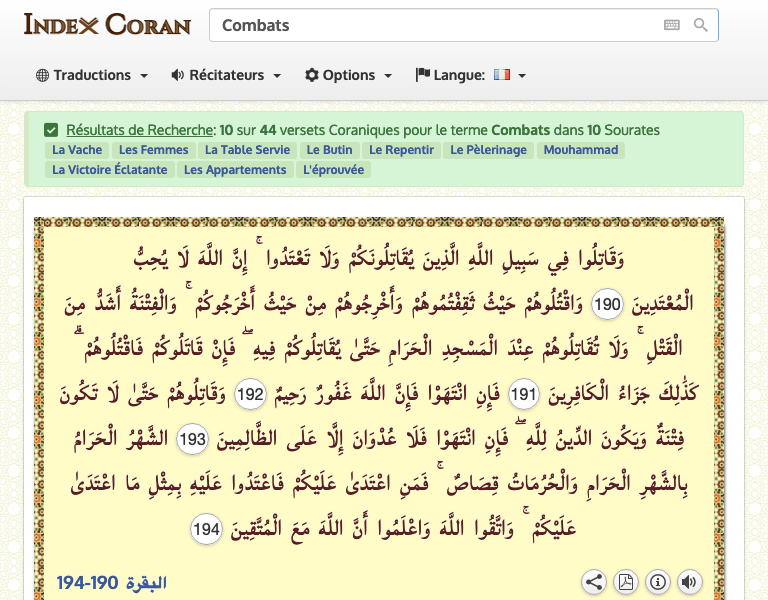 INDEX CORAN
Combats
Traductions Récitateurs Options Langue:
Résultats de Recherche: 10 sur 44 versets Coraniques pour le terme Combats dans 10 Sourates
La Vache Les Femmes La Table Servie Le Butin Le Repentir Le Pèlerinage Mouhammad
La Victoire Éclatante Les Appartements L'éprouvée
وَقَاتِلُوا فِي سَبِيلِ اللَّهِ الَّذِينَ يُقَاتِلُونَكُمْ وَلَا تَعْتَدُوا ۚ إِنَّ اللَّهَ لَا يُحِبُّ
الْمُعْتَدِينَ 190 وَاقْتُلُوهُمْ حَيْثُ ثَقِفْتُمُوهُمْ وَأَخْرِجُوهُمْ مِنْ حَيْثُ أَخْرَجُوكُمْ ۚ وَالْفِتْنَةُ أَشَدُّ مِنَ
الْقَتْلِ ۚ وَلَا تُقَاتِلُوهُمْ عِنْدَ الْمَسْجِدِ الْحَرَامِ حَتَّىٰ يُقَاتِلُوكُمْ فِيهِ ۖ فَإِنْ قَاتَلُوكُمْ فَاقْتُلُوهُمْ ۗ
كَذَٰلِكَ جَزَاءُ الْكَافِرِينَ 191 فَإِنِ انْتَهَوْا فَإِنَّ اللَّهَ غَفُورٌ رَحِيمٌ 192 وَقَاتِلُوهُمْ حَتَّىٰ لَا تَكُونَ
فِتْنَةٌ وَيَكُونَ الدِّينُ لِلَّهِ ۖ فَإِنِ انْتَهَوْا فَلَا عُدْوَانَ إِلَّا عَلَى الظَّالِمِينَ 193 الشَّهْرُ الْحَرَامُ
بِالشَّهْرِ الْحَرَامِ وَالْحُرُمَاتُ قِصَاصٌ ۚ فَمَنِ اعْتَدَىٰ عَلَيْكُمْ فَاعْتَدُوا عَلَيْهِ بِمِثْلِ مَا اعْتَدَىٰ
عَلَيْكُمْ ۚ وَاتَّقُوا اللَّهَ وَاعْلَمُوا أَنَّ اللَّهَ مَعَ الْمُتَّقِينَ 194
البقرة 190-194